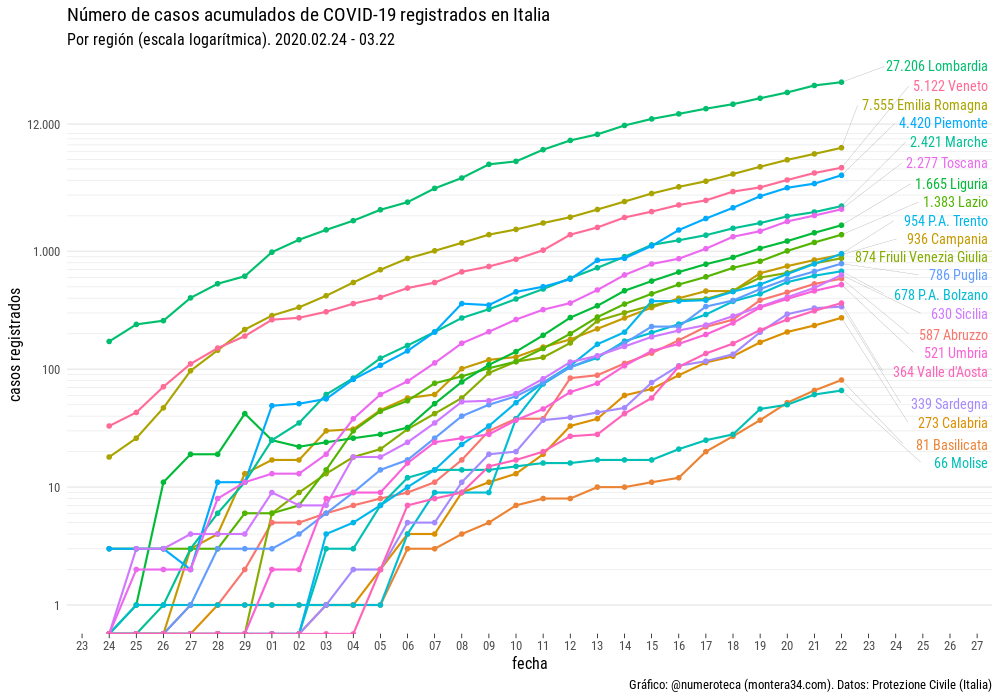 Número de casos acumulados de COVID-19 registrados en Italia
Por región (escala logarítmica). 2020.02.24 - 03.22
27.206 Lombardia
5.122 Veneto
7.555 Emilia Romagna
4.420 Piemonte
2.421 Marche
2.277 Toscana
1.665 Liguria
1.383 Lazio
954 P.A. Trento
936 Campania
874 Friuli Venezia Giulia
786 Puglia
678 P.A. Bolzano
630 Sicilia
587 Abruzzo
521 Umbria
364 Valle d'Aosta
339 Sardegna
273 Calabria
81 Basilicata
66 Molise
12.000
1.000
100
10
1
casos registrados
23 24 25 26 27 28 29 01 02 03 04 05 06 07 08 09 10 11 12 13 14 15 16 17 18 19 20 21 22 23 24 25 26 27
fecha
Gráfico: @numeroteca (montera34.com). Datos: Protezione Civile (Italia)